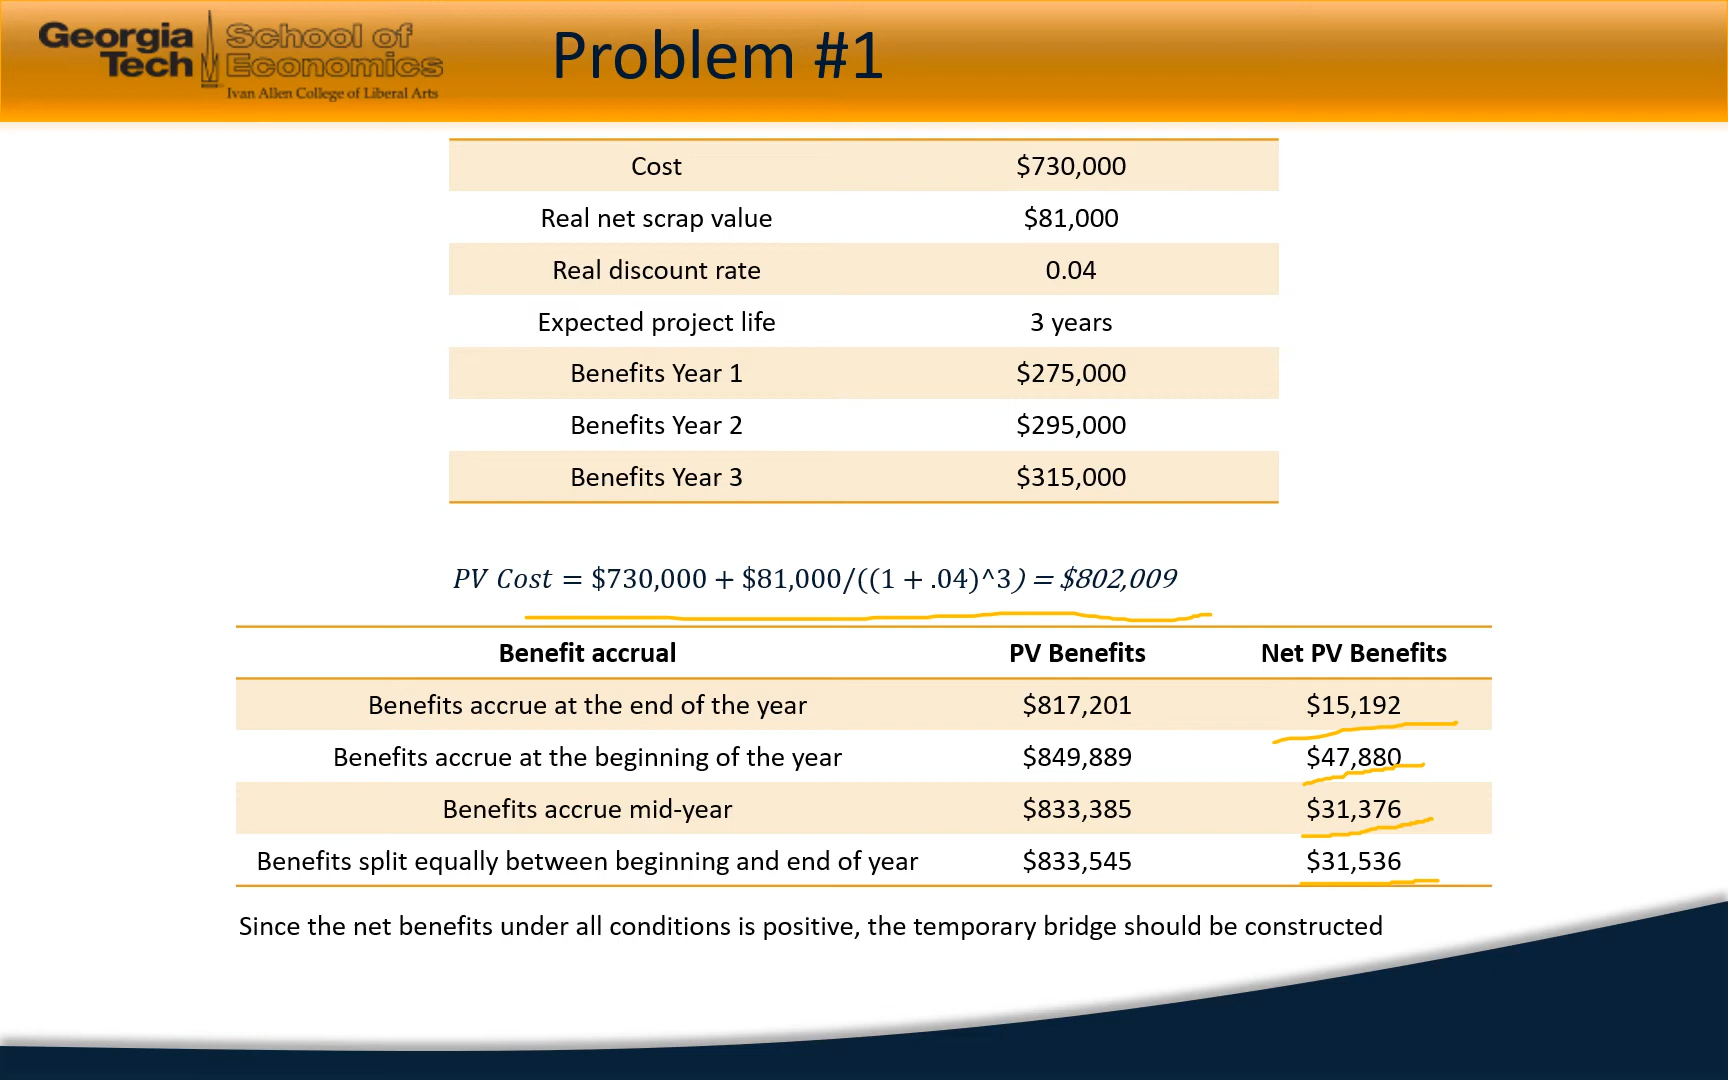 Georgia Tech School of Economics
Ivan Allen College of Liberal Arts
Problem #1
Cost $730,000
Real net scrap value $81,000
Real discount rate 0.04
Expected project life 3 years
Benefits Year 1 $275,000
Benefits Year 2 $295,000
Benefits Year 3 $315,000
PV Cost = $730,000 + $81,000/((1 + .04)^3) = $802,009
Benefit accrual PV Benefits Net PV Benefits
Benefits accrue at the end of the year $817,201 $15,192
Benefits accrue at the beginning of the year $849,889 $47,880
Benefits accrue mid-year $833,385 $31,376
Benefits split equally between beginning and end of year $833,545 $31,536
Since the net benefits under all conditions is positive, the temporary bridge should be constructed